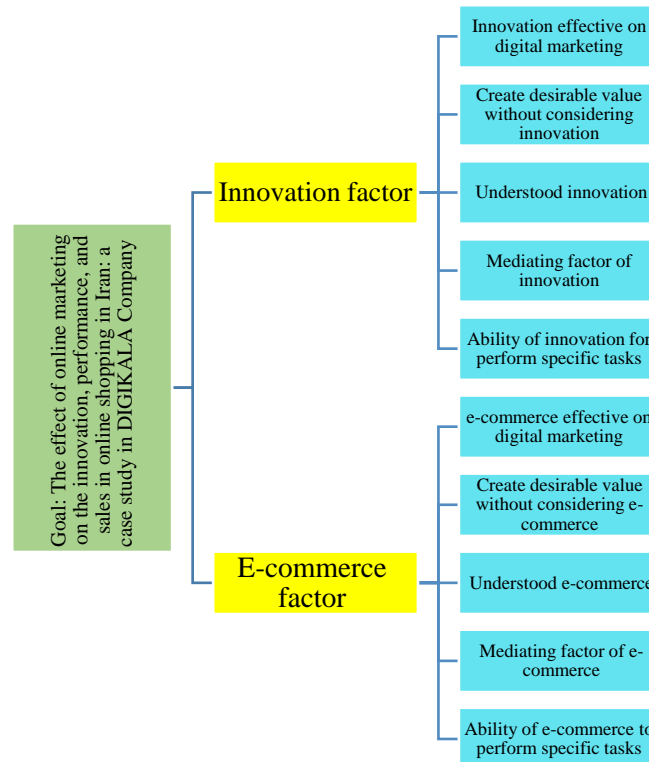 Goal: The effect of online marketing
on the innovation, performance, and
sales in online shopping in Iran: a
case study in DIGIKALA Company
Innovation factor
Innovation effective on
digital marketing
Create desirable value
without considering
innovation
Understood innovation
Mediating factor of
innovation
Ability of innovation for
perform specific tasks
E-commerce
factor
e-commerce effective on
digital marketing
Create desirable value
without considering e-
commerce
Understood e-commerce
Mediating factor of e-
commerce
Ability of e-commerce to
perform specific tasks